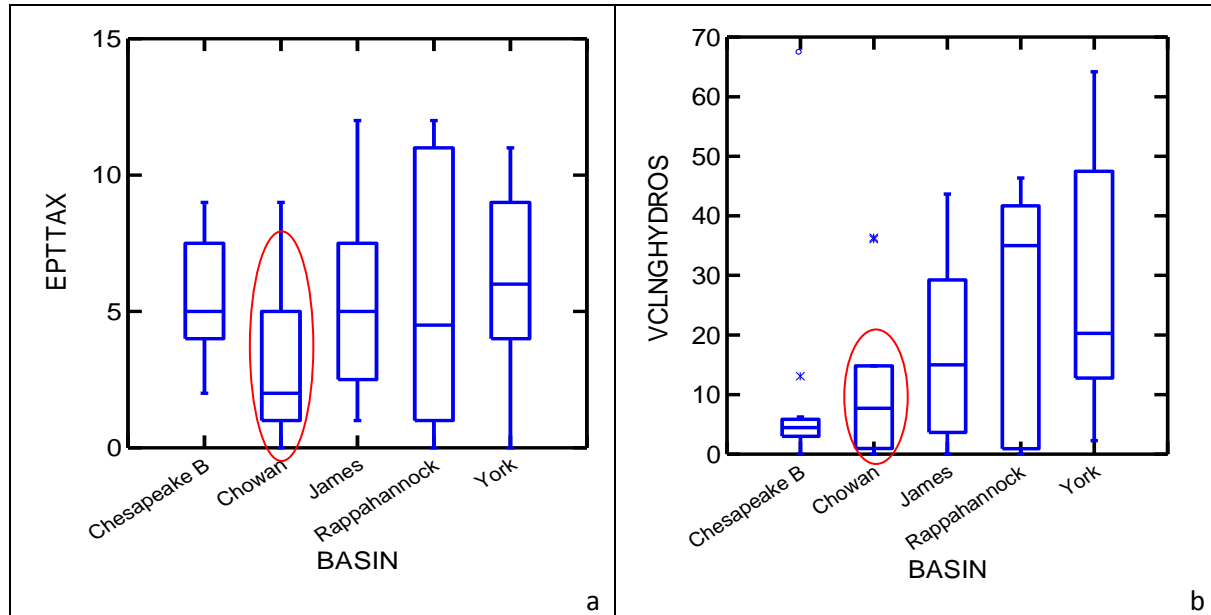 15
10
5
0
EPTTAX
Chesapeake B
Chowan
James
Rappahannock
York
BASIN
a
70
60
50
40
30
20
10
0
VCLNGHYDROS
Chesapeake B
Chowan
James
Rappahannock
York
BASIN
b